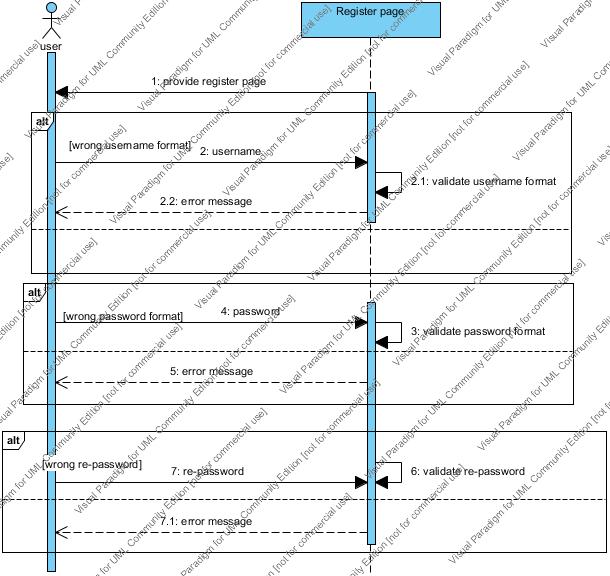 Register page
user
1: provide register page
alt
[wrong username format]
2: username
2.1: validate username format
2.2: error message
alt
[wrong password format]
4: password
3: validate password format
5: error message
alt
[wrong re-password]
7: re-password
6: validate re-password
7.1: error message
Visual Paradigm for UML Community Edition [not for commercial use]